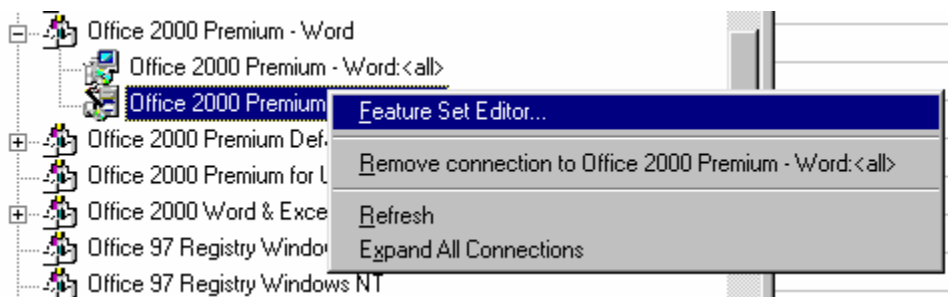 Office 2000 Premium - Word
Office 2000 Premium - Word:<all>
Office 2000 Premium
Feature Set Editor...
Office 2000 Premium Def
Remove connection to Office 2000 Premium - Word:<all>
Office 2000 Premium for
Office 2000 Word & Exce
Refresh
Office 97 Registry Windo
Expand All Connections
Office 97 Registry Windows NT